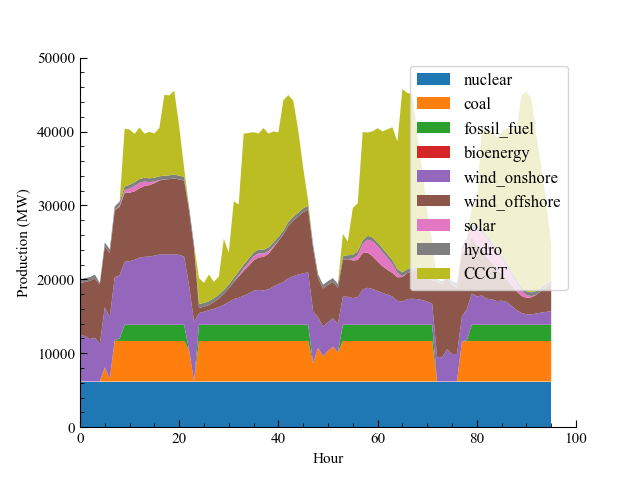 50000
40000
30000
20000
10000
0
Production (MW)
0 20 40 60 80 100
Hour
nuclear
coal
fossil_fuel
bioenergy
wind_onshore
wind_offshore
solar
hydro
CCGT